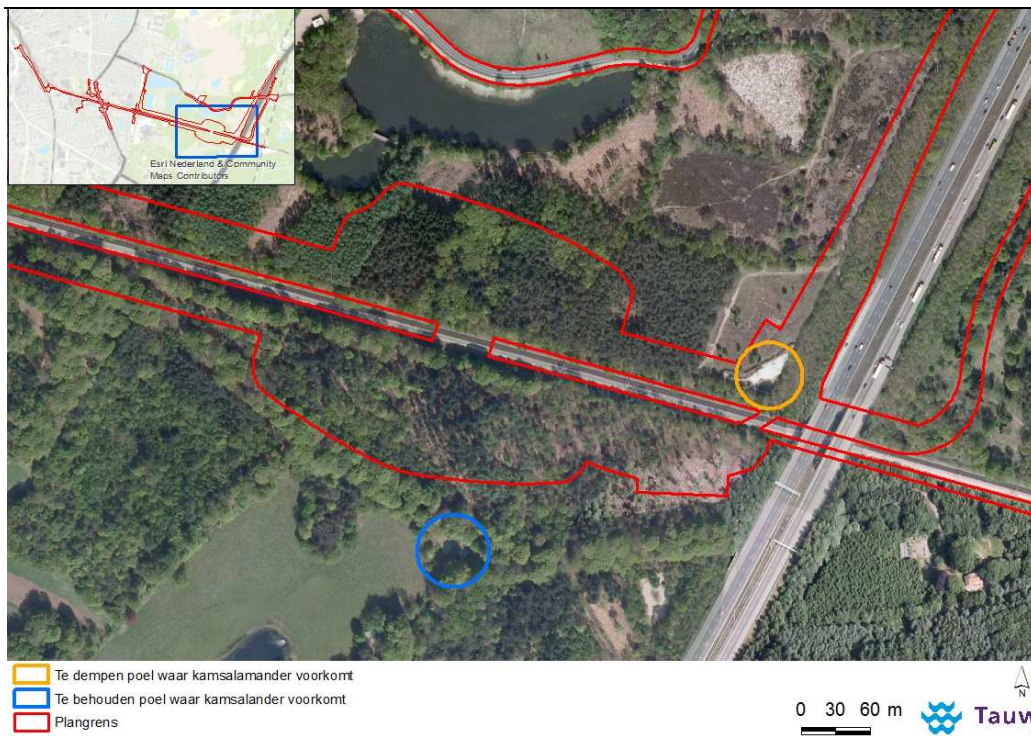 Esri Nederland & Community
Maps Contributors
Te dempen poel waar kamsalamander voorkomt
Te behouden poel waar kamsalander voorkomt
Plangrens
0 30 60 m
N
Tauw